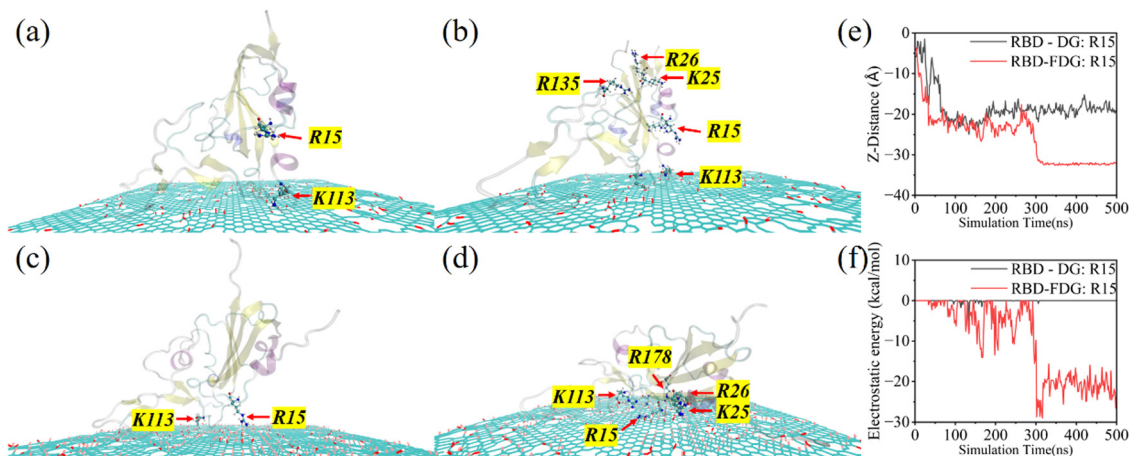 (a)
R15
K113
(b)
R26
R135
K25
R15
K113
(c)
K113
R15
(d)
R178
K113
R26
K25
R15
(e)
RBD - DG: R15
RBD-FDG: R15
Z-Distance (Å)
0
−10
−20
−30
−40
0 100 200 300 400 500
Simulation Time(ns)
(f)
RBD - DG: R15
RBD-FDG: R15
Electrostatic energy (kcal/mol)
10
0
−10
−20
−30
0 100 200 300 400 500
Simulation Time(ns)